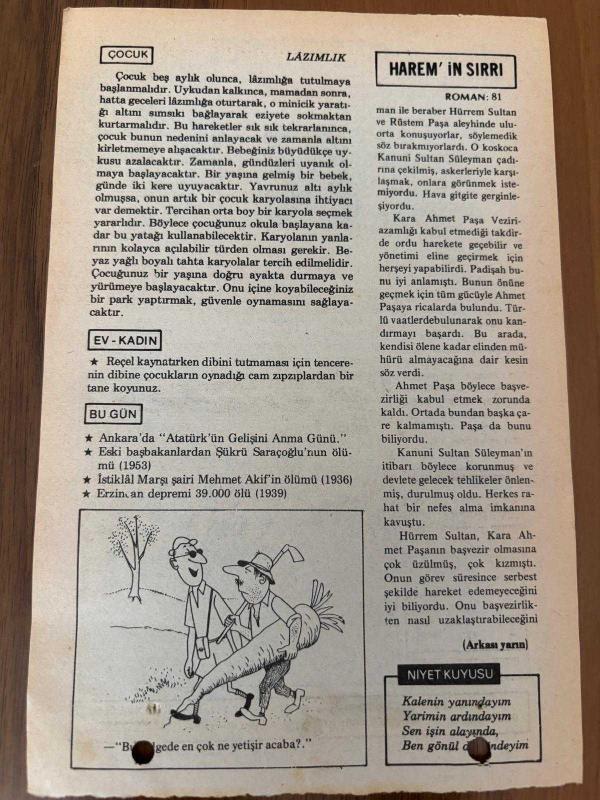 ÇOCUK
LÂZIMLIK
Çocuk beş aylık olunca, lâzımlığa tutulmaya
başlanmalıdır. Uykudan kalkınca, mamadan sonra,
hatta geceleri lâzımlığa oturtarak, o minicik yaratı-
ğı altını sımsıkı bağlayarak eziyete sokmaktan
kurtarmalıdır. Bu hareketler sık sık tekrarlanınca,
çocuk bunun nedenini anlayacak ve zamanla altını
kirletmemeye alışacaktır. Bebeğiniz büyüdükçe uy-
kusu azalacaktır. Zamanla, gündüzleri uyanık ol-
maya başlayacaktır. Bir yaşına gelmiş bir bebek,
günde iki kere uyuyacaktır. Yavrunuz altı aylık
olmuşsa, onun artık bir çocuk karyolasına ihtiyacı
var demektir. Tercihan orta boy bir karyola seçmek
yararlıdır. Böylece çocuğunuz okula başlayana ka-
dar bu yatağı kullanabilecektir. Karyolanın yanla-
rının kolayca açılabilir türden olması gerekir. Be-
yaz yağlı boyalı tahta karyolalar tercih edilmelidir.
Çocuğunuz bir yaşına doğru ayakta durmaya ve
yürümeye başlayacaktır. Onu içine koyabileceğiniz
bir park yaptırmak, güvenle oynamasını sağlaya-
caktır.
EV - KADIN
★ Reçel kaynatırken dibini tutmaması için tencere-
nin dibine çocukların oynadığı cam zıpzıplardan bir
tane koyunuz.
BU GÜN
★ Ankara'da "Atatürk'ün Gelişini Anma Günü."
★ Eski başbakanlardan Şükrü Saraçoğlu'nun ölü-
mü (1953)
★ İstiklâl Marşı şairi Mehmet Akif'in ölümü (1936)
★ Erzincan depremi 39.000 ölü (1939)
—"Bu gede en çok ne yetişir acaba?."
HAREM' İN SIRRI
ROMAN: 81
man ile beraber Hürrem Sultan
ve Rüstem Paşa aleyhinde ulu-
orta konuşuyorlar, söylemedik
söz bırakmıyorlardı. O koskoca
Kanuni Sultan Süleyman çadı-
rına çekilmiş, askerleriyle karşı-
laşmak, onlara görünmek iste-
miyordu. Hava gitgite gerginle-
şiyordu.
Kara Ahmet Paşa Veziri-
azamlığı kabul etmediği takdir-
de ordu harekete geçebilir ve
yönetimi eline geçirmek için
herşeyi yapabilirdi. Padişah bu-
nu iyi anlamıştı. Bunun önüne
geçmek için tüm gücüyle Ahmet
Paşaya ricalarda bulundu. Tür-
lü vaatlerdebulunarak onu kan-
dırmayı başardı. Bu arada,
kendisi ölene kadar elinden mü-
hürü almayacağına dair kesin
söz verdi.
Ahmet Paşa böylece başve-
zirliği kabul etmek zorunda
kaldı. Ortada bundan başka ça-
re kalmamıştı. Paşa da bunu
biliyordu.
Kanuni Sultan Süleyman'ın
itibarı böylece korunmuş ve
devlete gelecek tehlikeler önlen-
miş, durulmuş oldu. Herkes ra-
hat bir nefes alma imkanına
kavuştu.
Hürrem Sultan, Kara Ah-
met Paşanın başvezir olmasına
çok üzülmüş, çok kızmıştı.
Onun görev süresince serbest
şekilde hareket edemeyeceğini
iyi biliyordu. Onu başvezirlik-
ten nasıl uzaklaştırabileceğini
(Arkası yarın)
NİYET KUYUSU
Kalenin yanındayım
Yarimin ardındayım
Sen işin alayında,
Ben gönül